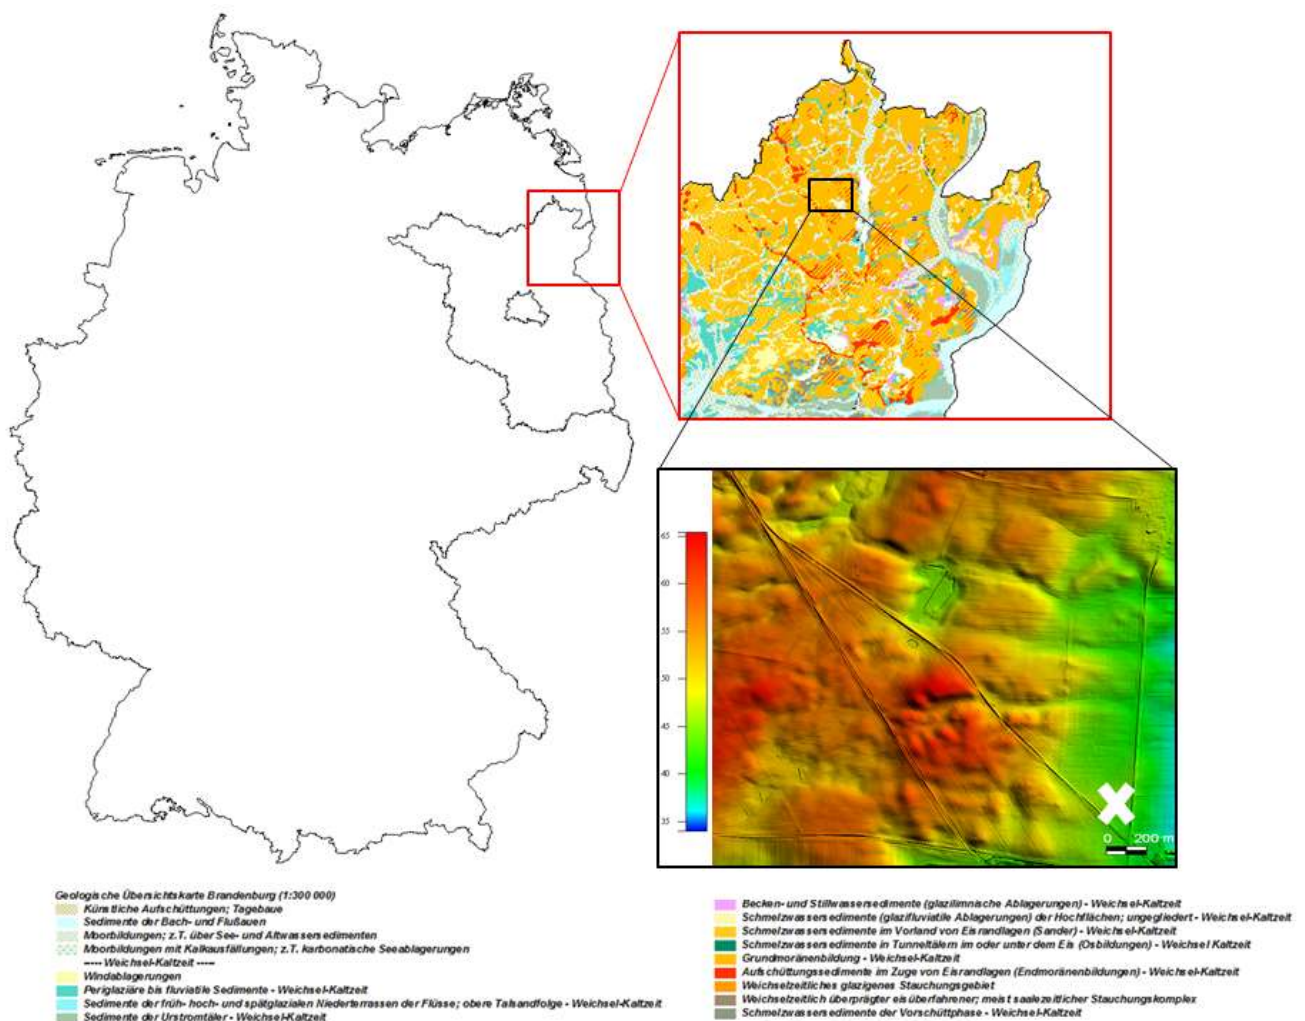 65
60
55
50
45
40
35
0 200 m
Geologische Übersichtskarte Brandenburg (1:300 000)
Künstliche Aufschüttungen; Tagebaue
Sedimente der Bach- und Flußauen
Moorbildungen; z.T. über See- und Altwassersedimenten
Moorbildungen mit Kalkausfällungen; z.T. karbonatische Seeablagerungen
----- Weichsel-Kaltzeit -----
Windablagerungen
Periglaziäre bis fluviatile Sedimente - Weichsel-Kaltzeit
Sedimente der früh- hoch- und spätglazialen Niederterrassen der Flüsse; obere Talsandfolge - Weichsel-Kaltzeit
Sedimente der Urstromtäler - Weichsel-Kaltzeit
Becken- und Stillwassersedimente (glazilimnische Ablagerungen) - Weichsel-Kaltzeit
Schmelzwassersedimente (glazifluviatile Ablagerungen) der Hochflächen; ungegliedert - Weichsel-Kaltzeit
Schmelzwassersedimente im Vorland von Eisrandlagen (Sander) - Weichsel-Kaltzeit
Schmelzwassersedimente in Tunneltälern im oder unter dem Eis (Osbildungen) - Weichsel Kaltzeit
Grundmoränenbildung - Weichsel-Kaltzeit
Aufschüttungssedimente im Zuge von Eisrandlagen (Endmoränenbildungen) - Weichsel-Kaltzeit
Weichselzeitliches glazigenes Stauchungsgebiet
Weichselzeitlich überprägter eisüberfahrener; meist saalezeitlicher Stauchungskomplex
Schmelzwassersedimente der Vorschüttphase - Weichsel-Kaltzeit